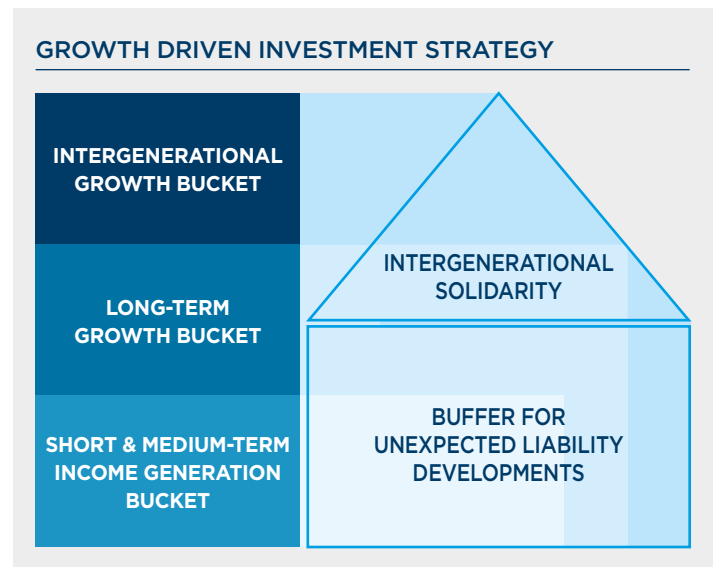 GROWTH DRIVEN INVESTMENT STRATEGY
INTERGENERATIONAL
GROWTH BUCKET
LONG-TERM
GROWTH BUCKET
SHORT & MEDIUM-TERM
INCOME GENERATION
BUCKET
INTERGENERATIONAL
SOLIDARITY
BUFFER FOR
UNEXPECTED LIABILITY
DEVELOPMENTS